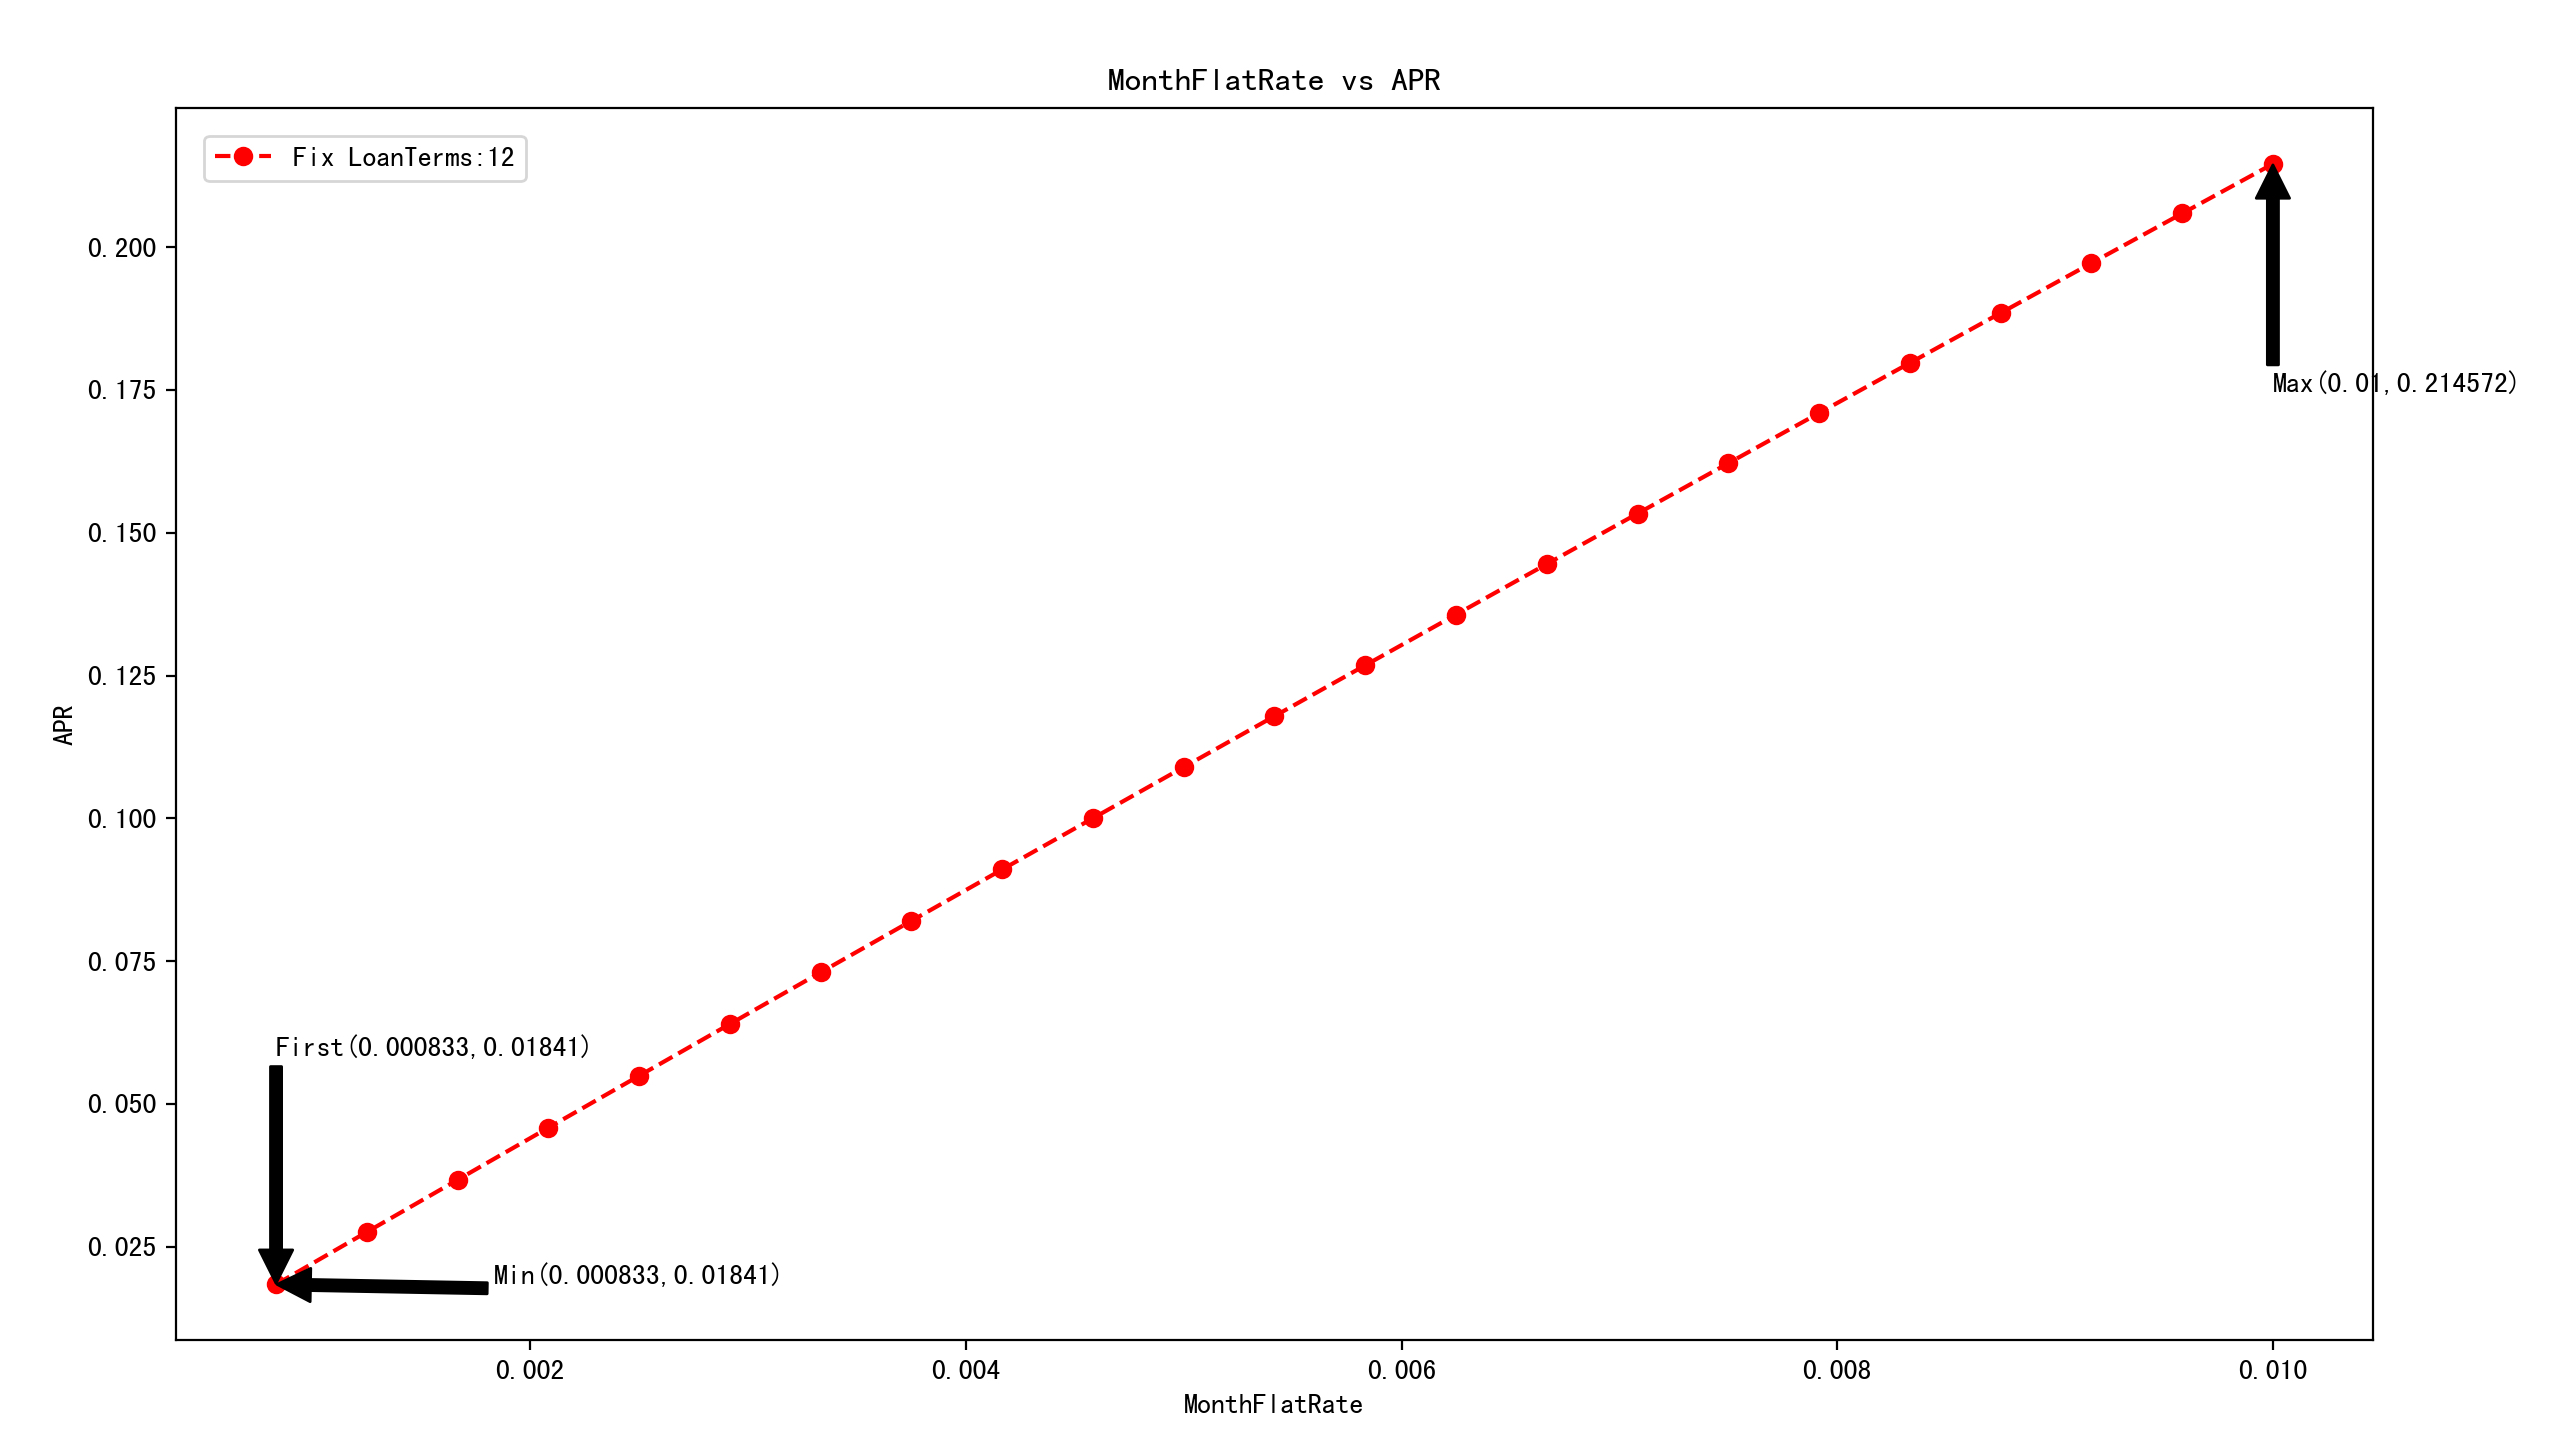 MonthFlatRate vs APR
Fix LoanTerms:12
0.200
0.175
0.150
0.125
0.100
0.075
0.050
0.025
APR
Max(0.01,0.214572)
First(0.000833,0.01841)
Min(0.000833,0.01841)
0.002 0.004 0.006 0.008 0.010
MonthFlatRate